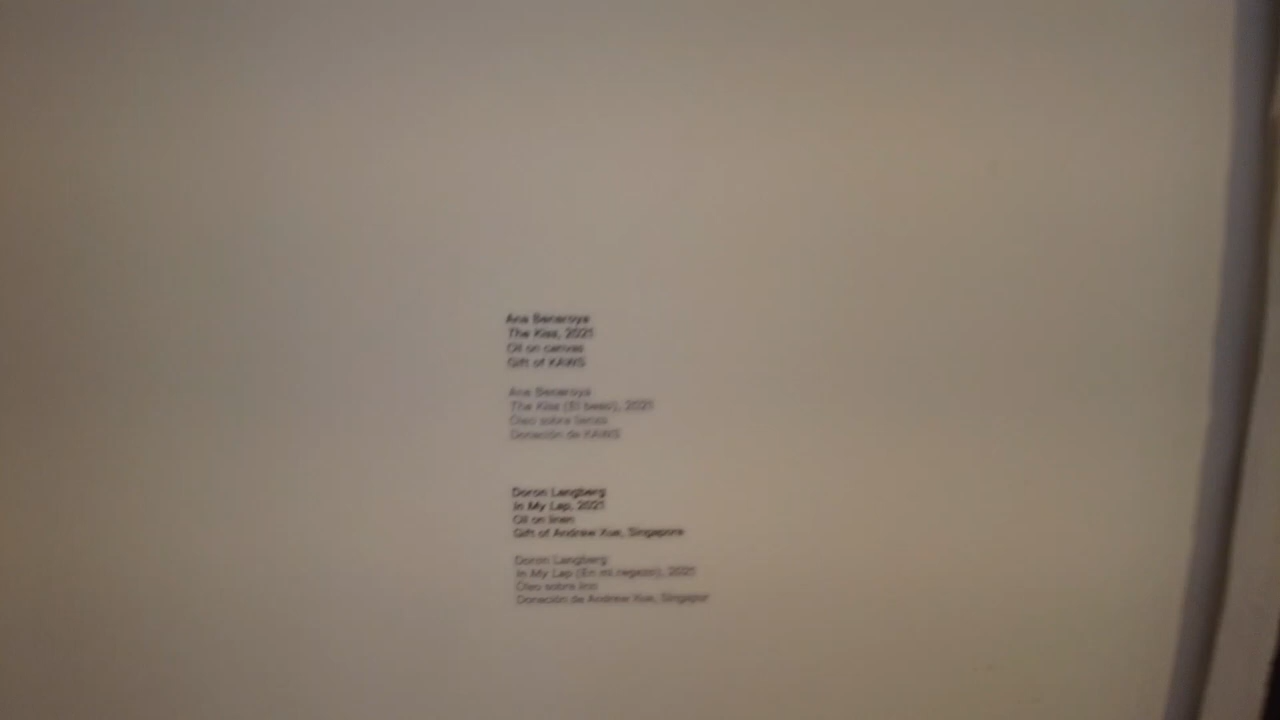 Ana Benaroya
The Kiss, 2021
Oil on canvas
Gift of KAWS
Ana Benaroya
The Kiss (El beso), 2021
Óleo sobre lienzo
Donación de KAWS
Doron Langberg
In My Lap, 2021
Oil on linen
Gift of Andrew Xue, Singapore
Doron Langberg
In My Lap (En mi regazo), 2021
Óleo sobre lino
Donación de Andrew Xue, Singapur